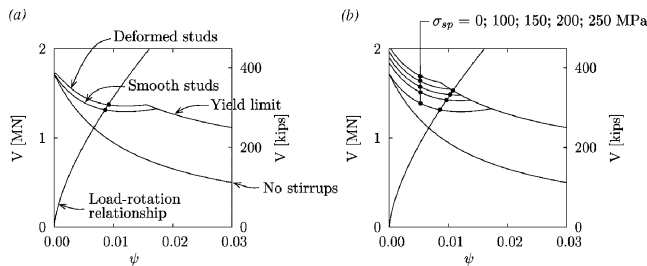 (a)
Deformed studs
Smooth studs
Yield limit
No stirrups
Load-rotation
relationship
V [MN]
2
1
0
0.00
0.01
0.02
0.03
ψ
V [kips]
400
200
0
(b)
σsp = 0; 100; 150; 200; 250 MPa
V [MN]
2
1
0
0.00
0.01
0.02
0.03
ψ
V [kips]
400
200
0